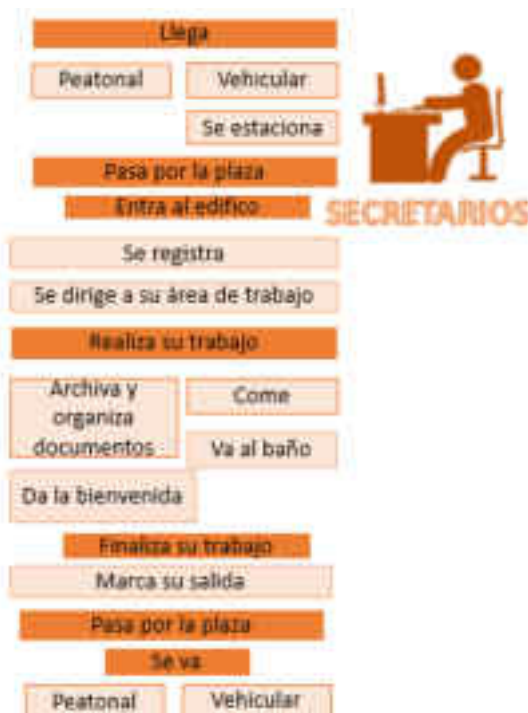 Llega
Peatonal
Vehicular
Se estaciona
Pasa por la plaza
Entra al edifico
SECRETARIOS
Se registra
Se dirige a su área de trabajo
Realiza su trabajo
Archiva y
organiza
documentos
Come
Va al baño
Da la bienvenida
Finaliza su trabajo
Marca su salida
Pasa por la plaza
Se va
Peatonal
Vehicular